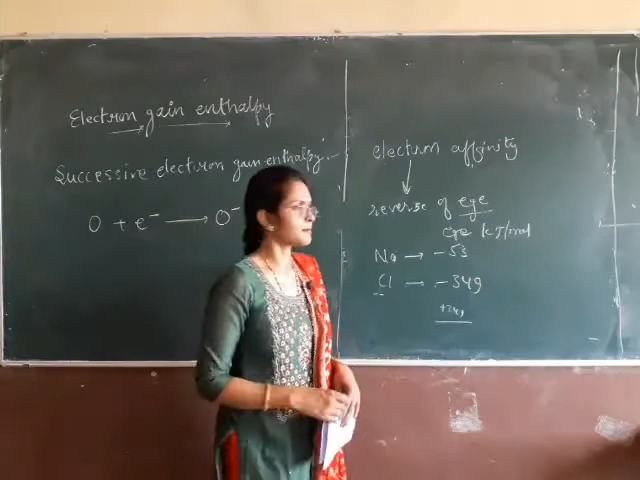 Electron gain enthalpy
Successive electron gain enthalpy :-
O + e⁻ ⟶ O⁻
electron affinity
↓
reverse of ege
ege kJ/mol
Na → -53
Cl → -349
+349